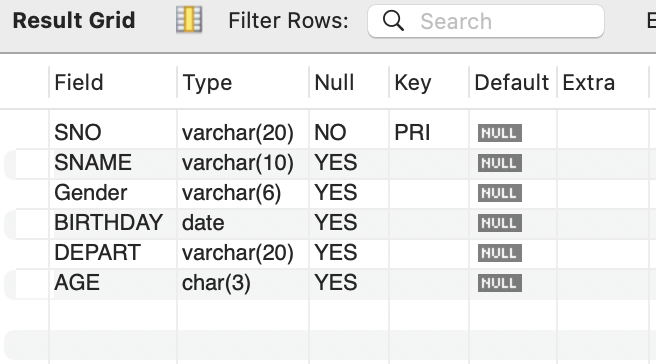 Result Grid Filter Rows: Search E
Field Type Null Key Default Extra
SNO varchar(20) NO PRI NULL
SNAME varchar(10) YES NULL
Gender varchar(6) YES NULL
BIRTHDAY date YES NULL
DEPART varchar(20) YES NULL
AGE char(3) YES NULL